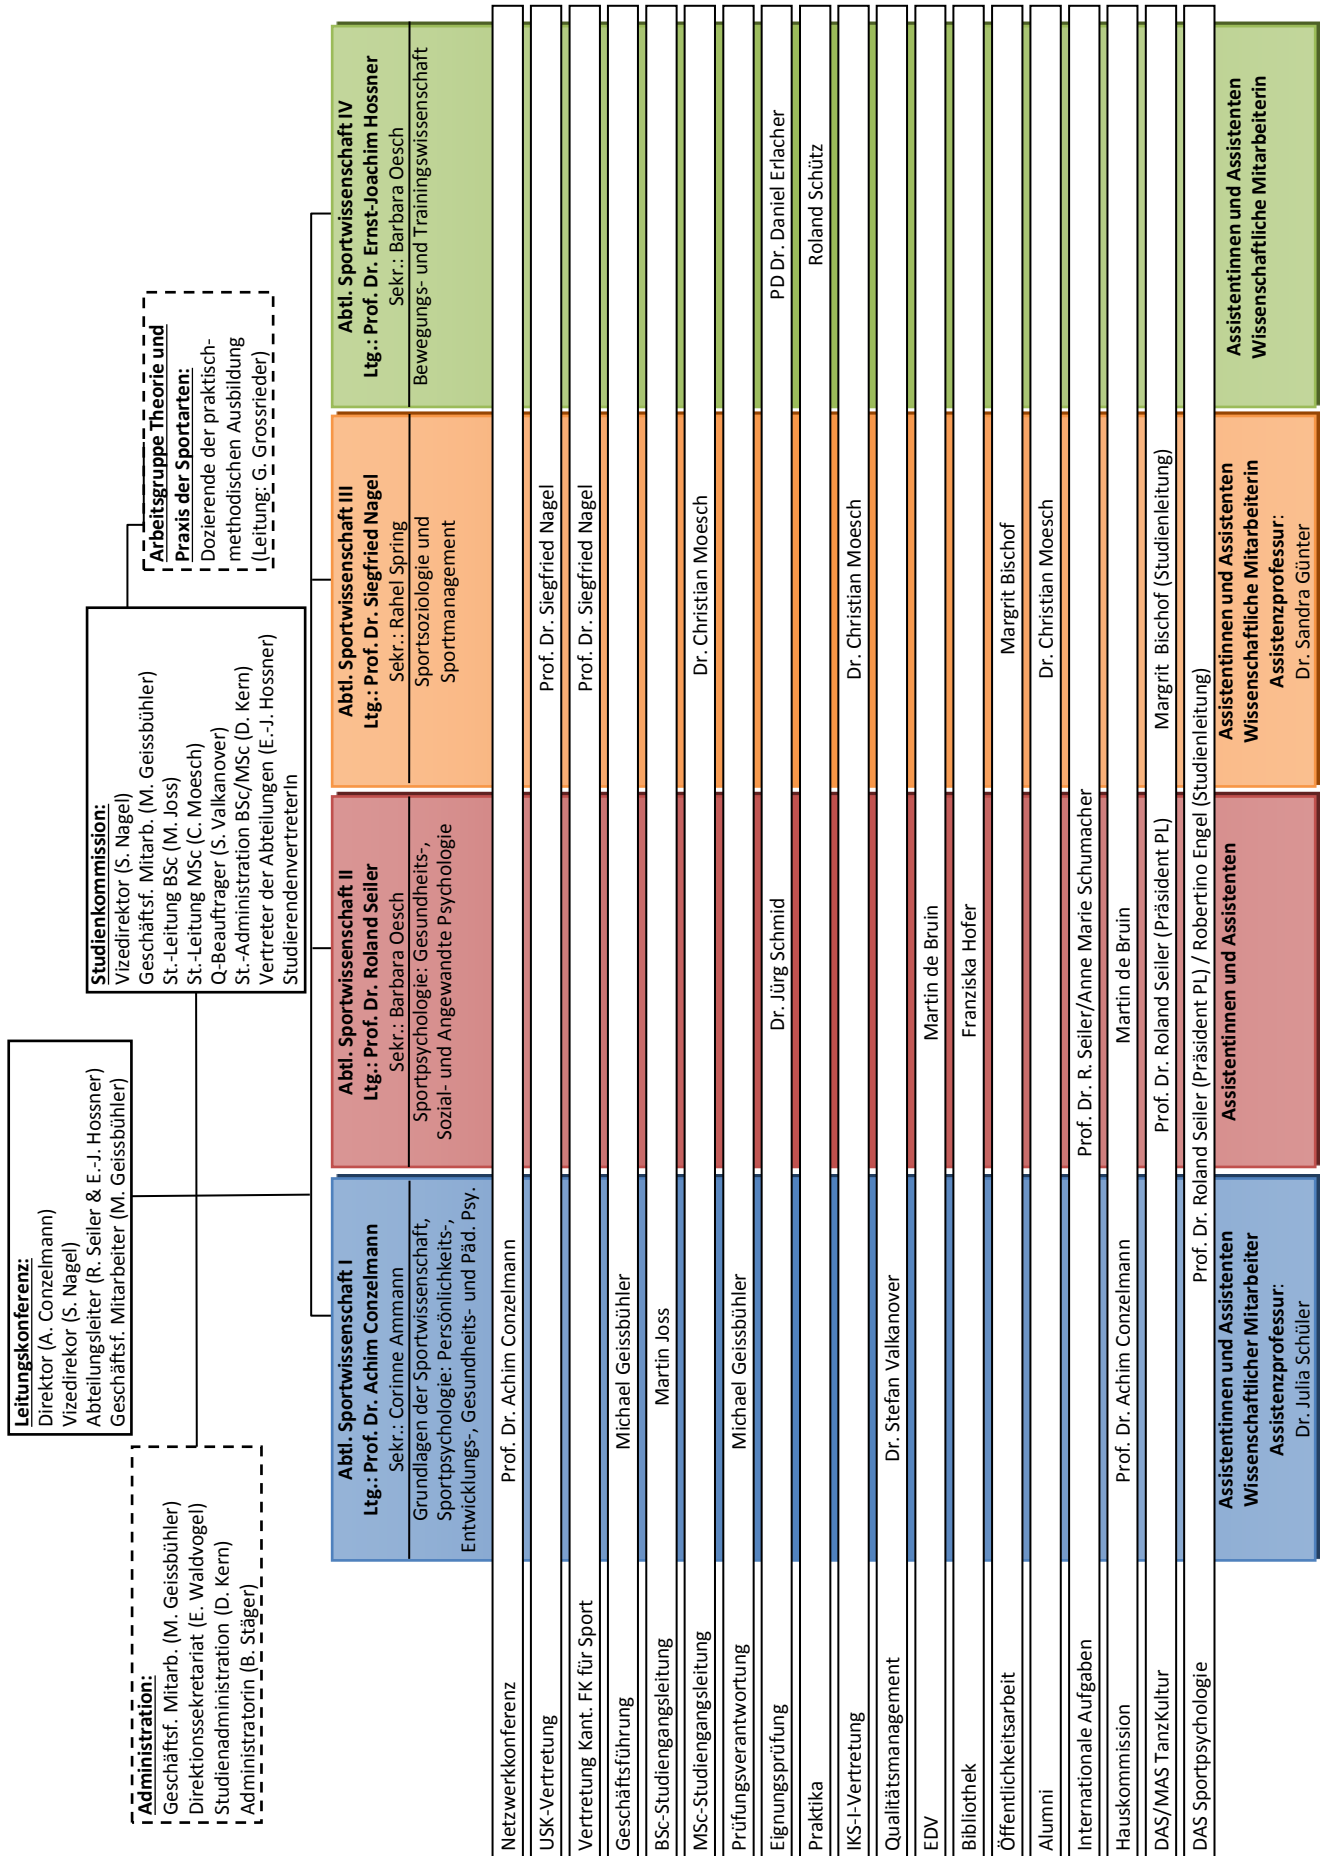 Leitungskonferenz:
Direktor (A. Conzelmann)
Vizedirekor (S. Nagel)
Abteilungsleiter (R. Seiler & E.-J. Hossner)
Geschäftsf. Mitarbeiter (M. Geissbühler)
Administration:
Geschäftsf. Mitarb. (M. Geissbühler)
Direktionssekretariat (E. Waldvogel)
Studienadministration (D. Kern)
Administratorin (B. Stäger)
Studienkommission:
Vizedirektor (S. Nagel)
Geschäftsf. Mitarb. (M. Geissbühler)
St.-Leitung BSc (M. Joss)
St.-Leitung MSc (C. Moesch)
Q-Beauftrager (S. Valkanover)
St.-Administration BSc/MSc (D. Kern)
Vertreter der Abteilungen (E.-J. Hossner)
StudierendenvertreterIn
Arbeitsgruppe Theorie und
Praxis der Sportarten:
Dozierende der praktisch-
methodischen Ausbildung
(Leitung: G. Grossrieder)
Abtl. Sportwissenschaft I
Ltg.: Prof. Dr. Achim Conzelmann
Sekr.: Corinne Ammann
Grundlagen der Sportwissenschaft,
Sportpsychologie: Persönlichkeits-,
Entwicklungs-, Gesundheits- und Päd. Psy.
Abtl. Sportwissenschaft II
Ltg.: Prof. Dr. Roland Seiler
Sekr.: Barbara Oesch
Sportpsychologie: Gesundheits-,
Sozial- und Angewandte Psychologie
Abtl. Sportwissenschaft III
Ltg.: Prof. Dr. Siegfried Nagel
Sekr.: Rahel Spring
Sportsoziologie und
Sportmanagement
Abtl. Sportwissenschaft IV
Ltg.: Prof. Dr. Ernst-Joachim Hossner
Sekr.: Barbara Oesch
Bewegungs- und Trainingswissenschaft
Netzwerkkonferenz Prof. Dr. Achim Conzelmann
USK-Vertretung Prof. Dr. Siegfried Nagel
Vertretung Kant. FK für Sport Prof. Dr. Siegfried Nagel
Geschäftsführung Michael Geissbühler
BSc-Studiengangsleitung Martin Joss
MSc-Studiengangsleitung Dr. Christian Moesch
Prüfungsverantwortung Michael Geissbühler
Eignungsprüfung Dr. Jürg Schmid PD Dr. Daniel Erlacher
Praktika Roland Schütz
IKS-I-Vertretung Dr. Christian Moesch
Qualitätsmanagement Dr. Stefan Valkanover
EDV Martin de Bruin
Bibliothek Franziska Hofer
Öffentlichkeitsarbeit Margrit Bischof
Alumni Dr. Christian Moesch
Internationale Aufgaben Prof. Dr. R. Seiler/Anne Marie Schumacher
Hauskommission Prof. Dr. Achim Conzelmann Martin de Bruin
DAS/MAS TanzKultur Prof. Dr. Roland Seiler (Präsident PL) Margrit Bischof (Studienleitung)
DAS Sportpsychologie Prof. Dr. Roland Seiler (Präsident PL) / Robertino Engel (Studienleitung)
Assistentinnen und Assistenten
Wissenschaftlicher Mitarbeiter
Assistenzprofessur:
Dr. Julia Schüler
Assistentinnen und Assistenten
Assistentinnen und Assistenten
Wissenschaftliche Mitarbeiterin
Assistenzprofessur:
Dr. Sandra Günter
Assistentinnen und Assistenten
Wissenschaftliche Mitarbeiterin